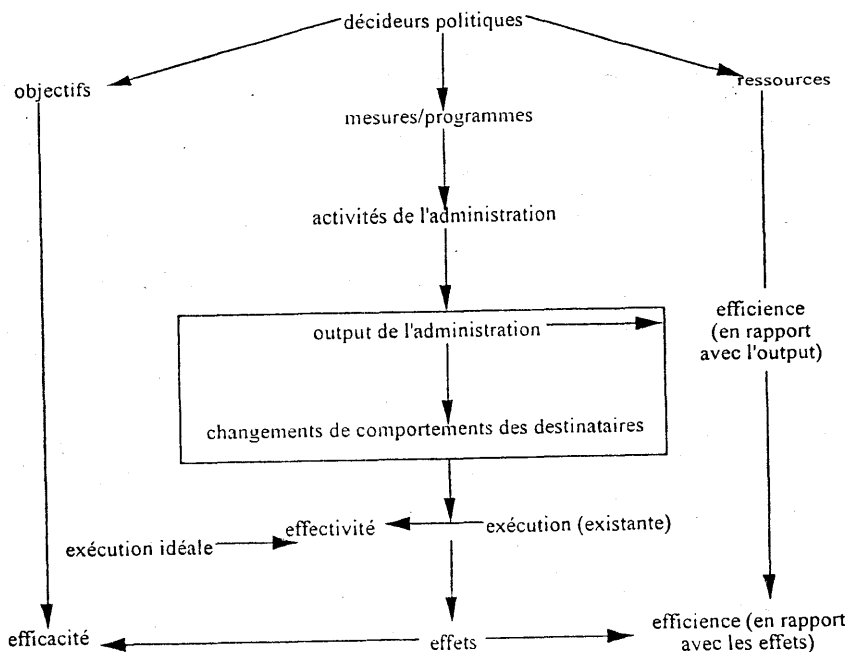 décideurs politiques
objectifs
ressources
mesures/programmes
activités de l'administration
output de l'administration
efficience
(en rapport
avec l'output)
changements de comportements des destinataires
effectivité
exécution (existante)
exécution idéale
efficacité
effets
efficience (en rapport
avec les effets)